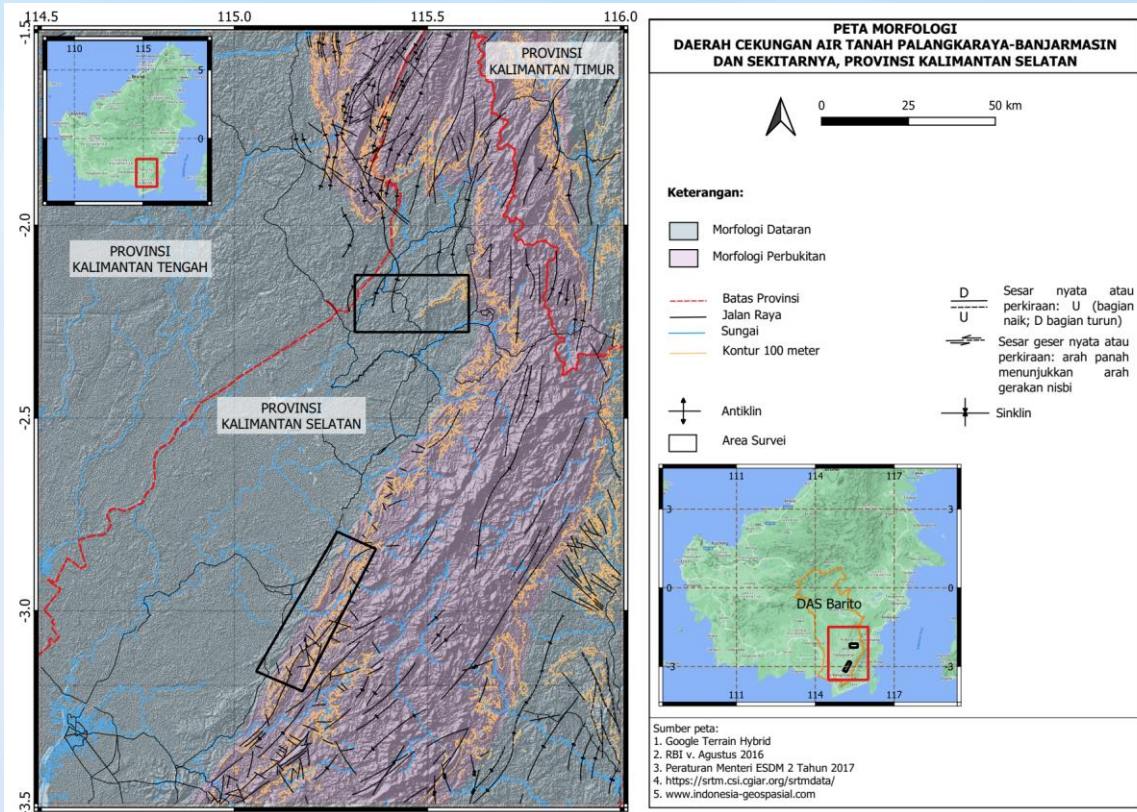 114.5 115.0 115.5 116.0
-1.5
-2.0
-2.5
-3.0
-3.5
110 115
5
0
PROVINSI
KALIMANTAN TIMUR
PROVINSI
KALIMANTAN TENGAH
PROVINSI
KALIMANTAN SELATAN
PETA MORFOLOGI
DAERAH CEKUNGAN AIR TANAH PALANGKARAYA-BANJARMASIN
DAN SEKITARNYA, PROVINSI KALIMANTAN SELATAN
0 25 50 km
Keterangan:
Morfologi Dataran
Morfologi Perbukitan
Batas Provinsi
Jalan Raya
Sungai
Kontur 100 meter
Antiklin
Area Survei
D
U
Sesar nyata atau
perkiraan: U (bagian
naik; D bagian turun)
Sesar geser nyata atau
perkiraan: arah panah
menunjukkan arah
gerakan nisbi
Sinklin
111 114 117
3
0
-3
3
0
-3
DAS Barito
111 114 117
Sumber peta:
1. Google Terrain Hybrid
2. RBI v. Agustus 2016
3. Peraturan Menteri ESDM 2 Tahun 2017
4. https://srtm.csi.cgiar.org/srtmdata/
5. www.indonesia-geospasial.com